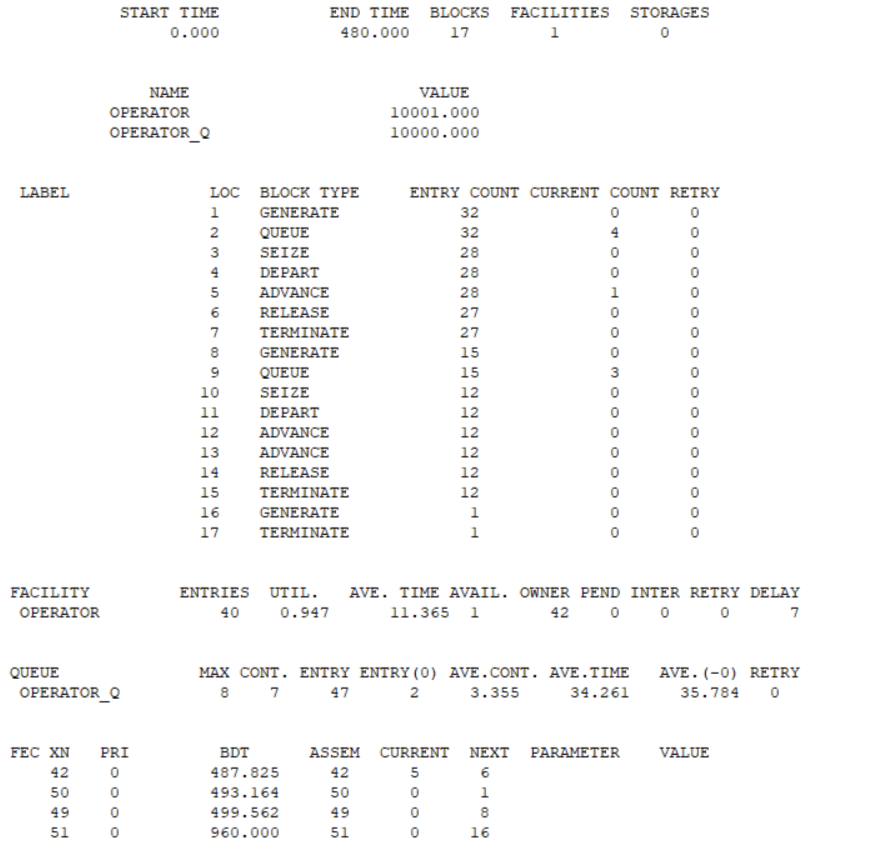 START TIME END TIME BLOCKS FACILITIES STORAGES
0.000 480.000 17 1 0
NAME VALUE
OPERATOR 10001.000
OPERATOR_Q 10000.000
LABEL LOC BLOCK TYPE ENTRY COUNT CURRENT COUNT RETRY
1 GENERATE 32 0 0
2 QUEUE 32 4 0
3 SEIZE 28 0 0
4 DEPART 28 0 0
5 ADVANCE 28 1 0
6 RELEASE 27 0 0
7 TERMINATE 27 0 0
8 GENERATE 15 0 0
9 QUEUE 15 3 0
10 SEIZE 12 0 0
11 DEPART 12 0 0
12 ADVANCE 12 0 0
13 ADVANCE 12 0 0
14 RELEASE 12 0 0
15 TERMINATE 12 0 0
16 GENERATE 1 0 0
17 TERMINATE 1 0 0
FACILITY ENTRIES UTIL. AVE. TIME AVAIL. OWNER PEND INTER RETRY DELAY
OPERATOR 40 0.947 11.365 1 42 0 0 0 7
QUEUE MAX CONT. ENTRY ENTRY(0) AVE.CONT. AVE.TIME AVE.(-0) RETRY
OPERATOR_Q 8 7 47 2 3.355 34.261 35.784 0
FEC XN PRI BDT ASSEM CURRENT NEXT PARAMETER VALUE
42 0 487.825 42 5 6
50 0 493.164 50 0 1
49 0 499.562 49 0 8
51 0 960.000 51 0 16